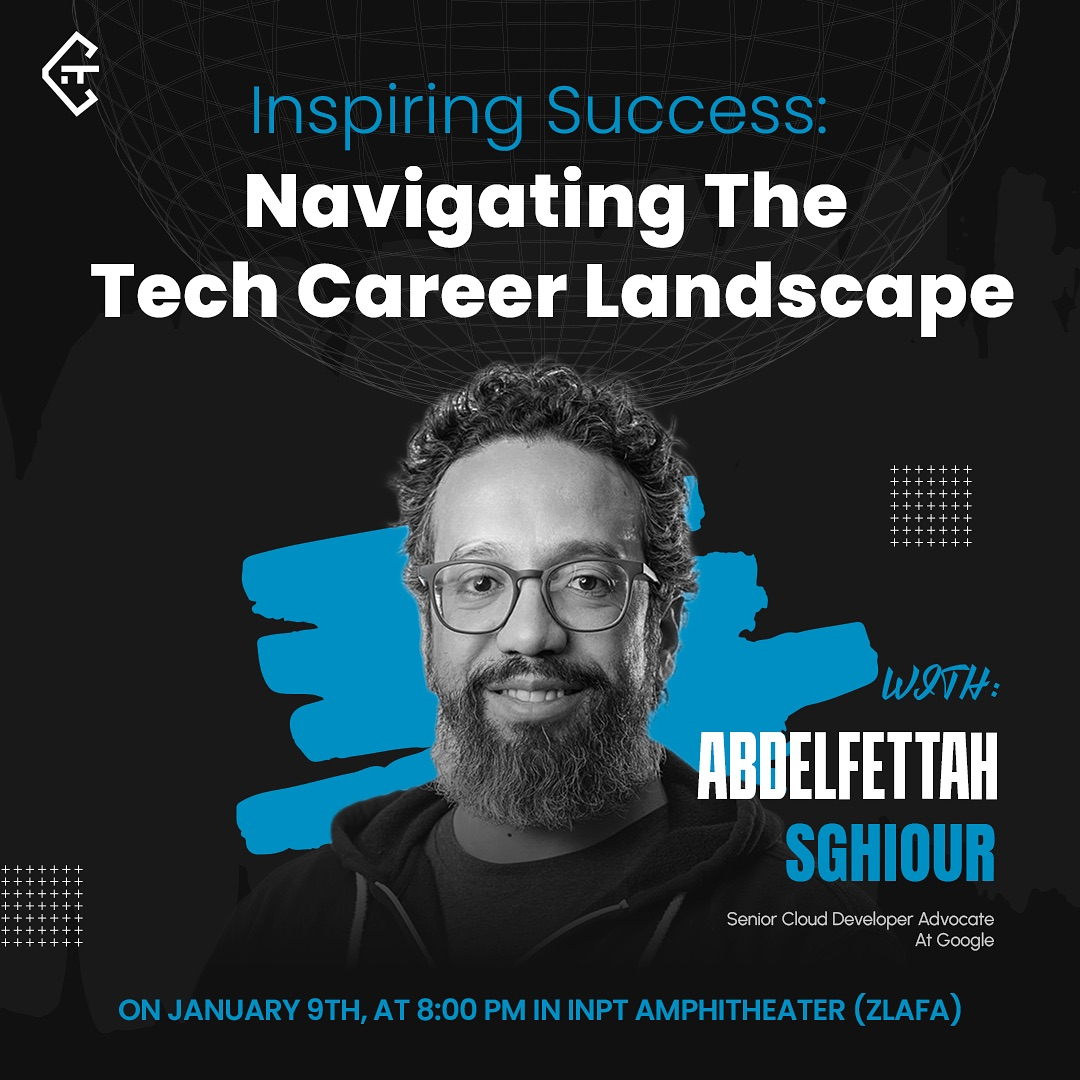 Inspiring Success:
Navigating The
Tech Career Landscape
WITH:
ABDELFETTAH
SGHIOUR
Senior Cloud Developer Advocate
At Google
ON JANUARY 9TH, AT 8:00 PM IN INPT AMPHITHEATER (ZLAFA)